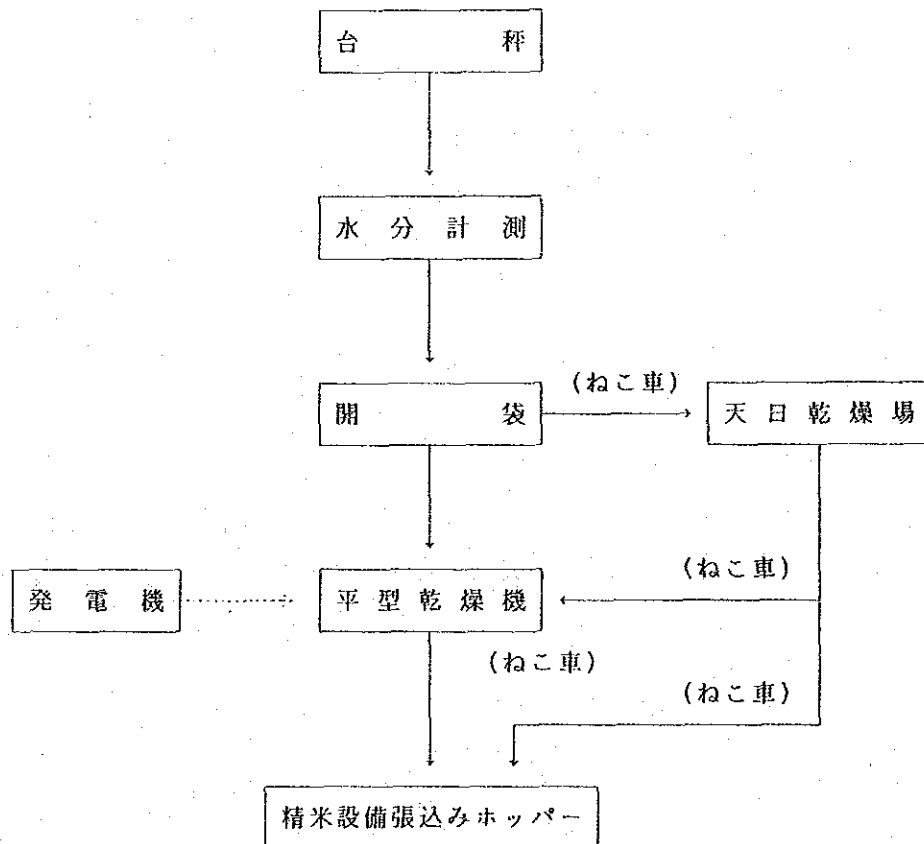 台秤
水分計測
(ねこ車)
開袋
天日乾燥場
(ねこ車)
発電機
平型乾燥機
(ねこ車)
(ねこ車)
精米設備張込みホッパー